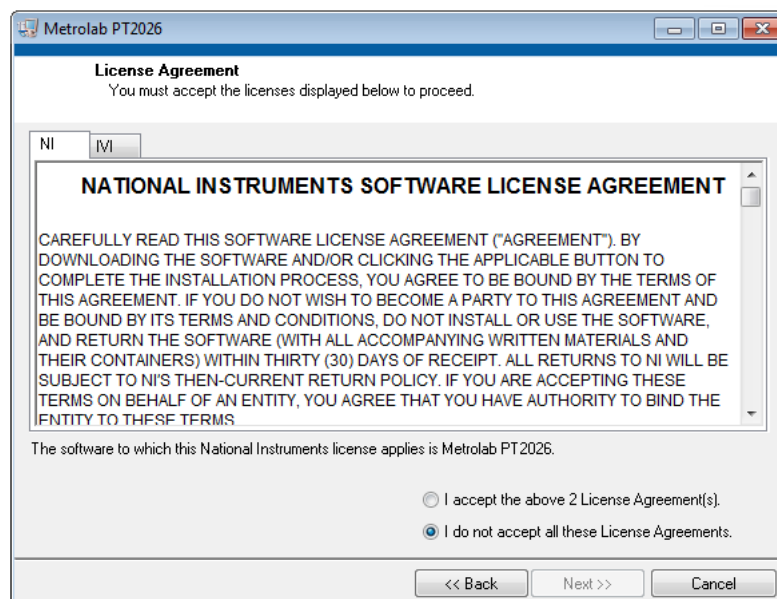 Metrolab PT2026
License Agreement
You must accept the licenses displayed below to proceed.
NI IVI
NATIONAL INSTRUMENTS SOFTWARE LICENSE AGREEMENT
CAREFULLY READ THIS SOFTWARE LICENSE AGREEMENT ("AGREEMENT"). BY
DOWNLOADING THE SOFTWARE AND/OR CLICKING THE APPLICABLE BUTTON TO
COMPLETE THE INSTALLATION PROCESS, YOU AGREE TO BE BOUND BY THE TERMS OF
THIS AGREEMENT. IF YOU DO NOT WISH TO BECOME A PARTY TO THIS AGREEMENT AND
BE BOUND BY ITS TERMS AND CONDITIONS, DO NOT INSTALL OR USE THE SOFTWARE,
AND RETURN THE SOFTWARE (WITH ALL ACCOMPANYING WRITTEN MATERIALS AND
THEIR CONTAINERS) WITHIN THIRTY (30) DAYS OF RECEIPT. ALL RETURNS TO NI WILL BE
SUBJECT TO NI'S THEN-CURRENT RETURN POLICY. IF YOU ARE ACCEPTING THESE
TERMS ON BEHALF OF AN ENTITY, YOU AGREE THAT YOU HAVE AUTHORITY TO BIND THE
ENTITY TO THESE TERMS
The software to which this National Instruments license applies is Metrolab PT2026.
I accept the above 2 License Agreement(s).
I do not accept all these License Agreements.
<< Back Next >> Cancel